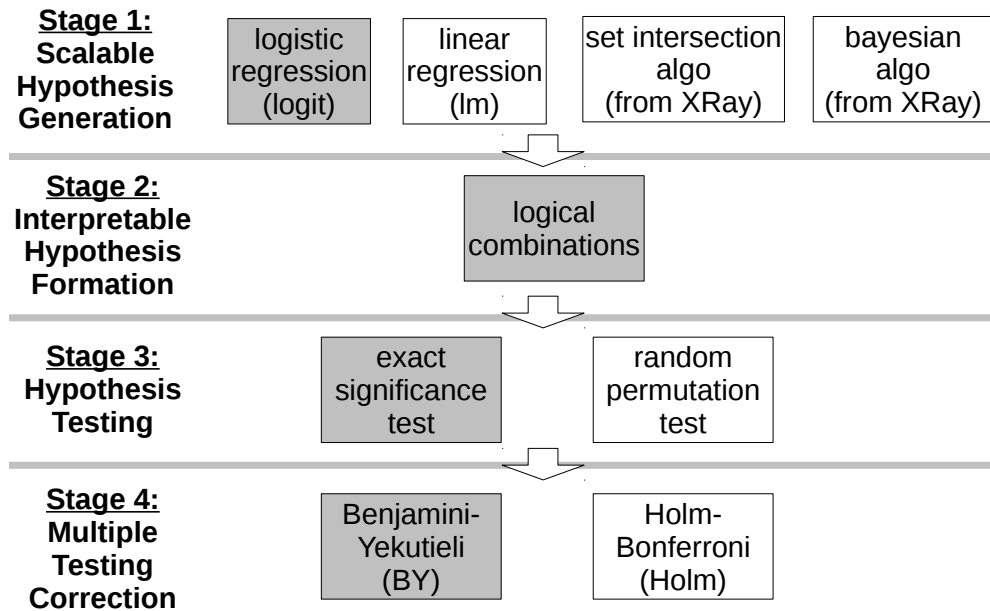 Stage 1:
Scalable
Hypothesis
Generation
logistic
regression
(logit)
linear
regression
(lm)
set intersection
algo
(from XRay)
bayesian
algo
(from XRay)
Stage 2:
Interpretable
Hypothesis
Formation
logical
combinations
Stage 3:
Hypothesis
Testing
exact
significance
test
random
permutation
test
Stage 4:
Multiple
Testing
Correction
Benjamini-
Yekutieli
(BY)
Holm-
Bonferroni
(Holm)